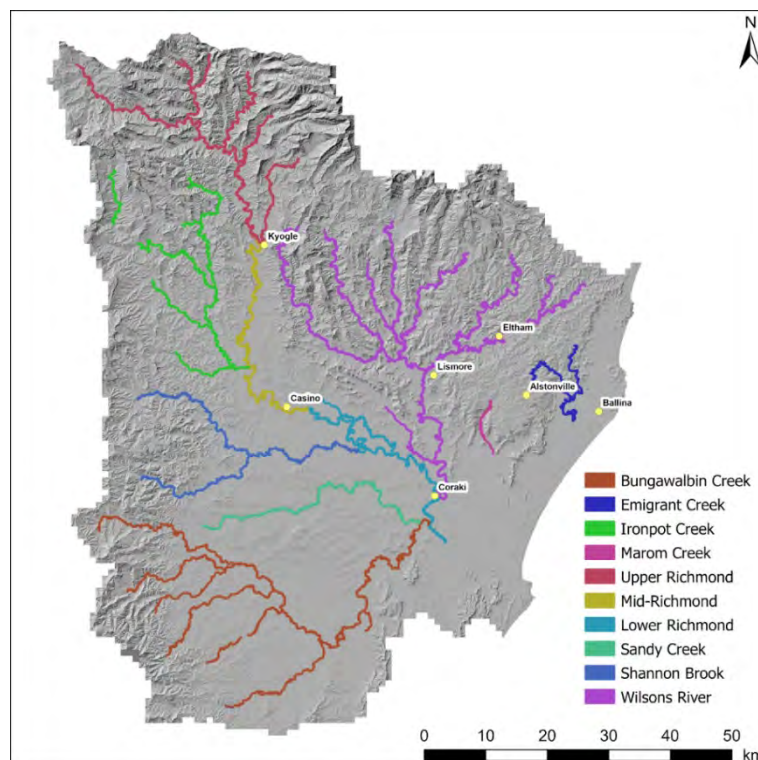 N
Kyogle
Eltham
Lismore
Alstonville
Ballina
Casino
Coraki
Bungawalbin Creek
Emigrant Creek
Ironpot Creek
Marom Creek
Upper Richmond
Mid-Richmond
Lower Richmond
Sandy Creek
Shannon Brook
Wilsons River
0 10 20 30 40 50
km